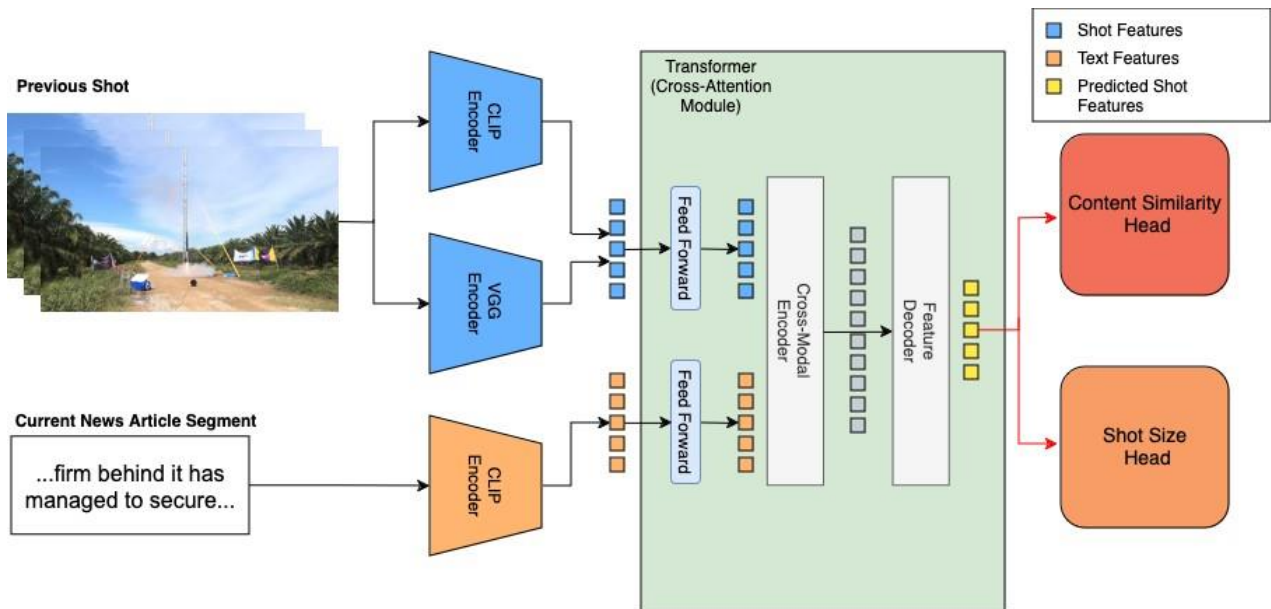 Previous Shot
CLIP
Encoder
VGG
Encoder
Current News Article Segment
...firm behind it has
managed to secure...
CLIP
Encoder
Transformer
(Cross-Attention
Module)
Feed Forward
Feed Forward
Cross-Modal
Encoder
Feature
Decoder
Shot Features
Text Features
Predicted Shot
Features
Content Similarity
Head
Shot Size
Head